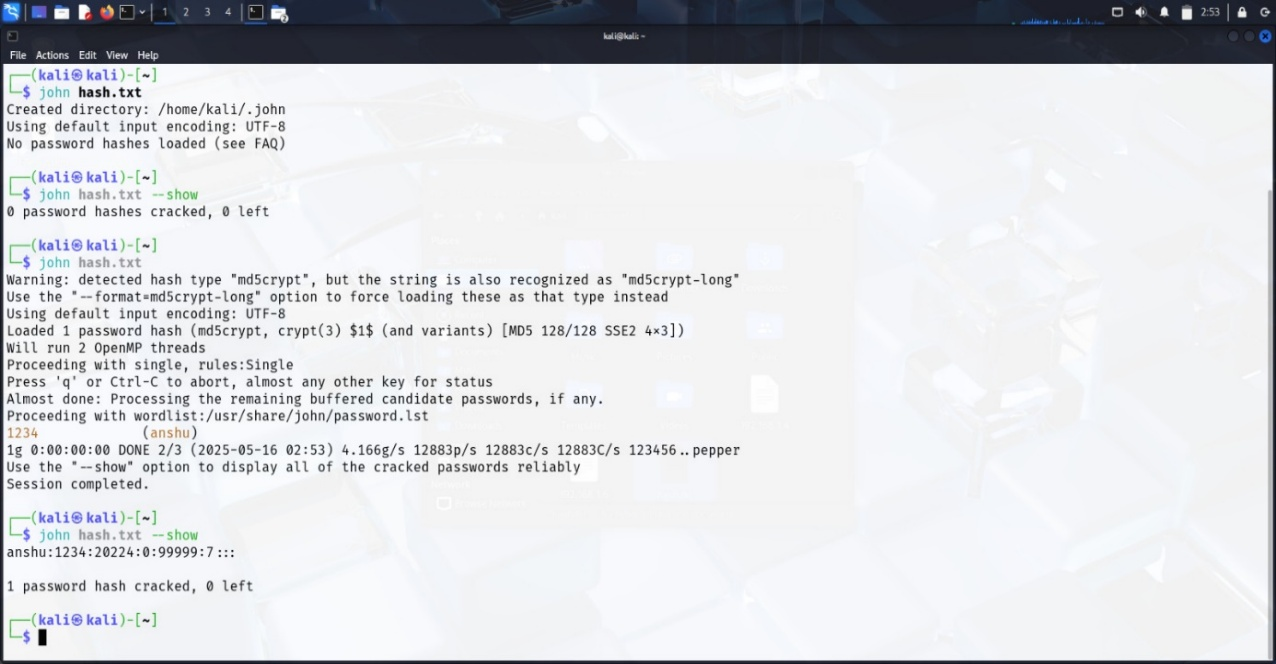 1 2 3 4
2
2:53
kali@kali: ~
File Actions Edit View Help
┌──(kali㉿kali)-[~]
└─$ john hash.txt
Created directory: /home/kali/.john
Using default input encoding: UTF-8
No password hashes loaded (see FAQ)
┌──(kali㉿kali)-[~]
└─$ john hash.txt --show
0 password hashes cracked, 0 left
┌──(kali㉿kali)-[~]
└─$ john hash.txt
Warning: detected hash type "md5crypt", but the string is also recognized as "md5crypt-long"
Use the "--format=md5crypt-long" option to force loading these as that type instead
Using default input encoding: UTF-8
Loaded 1 password hash (md5crypt, crypt(3) $1$ (and variants) [MD5 128/128 SSE2 4×3])
Will run 2 OpenMP threads
Proceeding with single, rules:Single
Press 'q' or Ctrl-C to abort, almost any other key for status
Almost done: Processing the remaining buffered candidate passwords, if any.
Proceeding with wordlist:/usr/share/john/password.lst
1234 (anshu)
1g 0:00:00:00 DONE 2/3 (2025-05-16 02:53) 4.166g/s 12883p/s 12883c/s 12883C/s 123456..pepper
Use the "--show" option to display all of the cracked passwords reliably
Session completed.
┌──(kali㉿kali)-[~]
└─$ john hash.txt --show
anshu:1234:20224:0:99999:7:::
1 password hash cracked, 0 left
┌──(kali㉿kali)-[~]
└─$